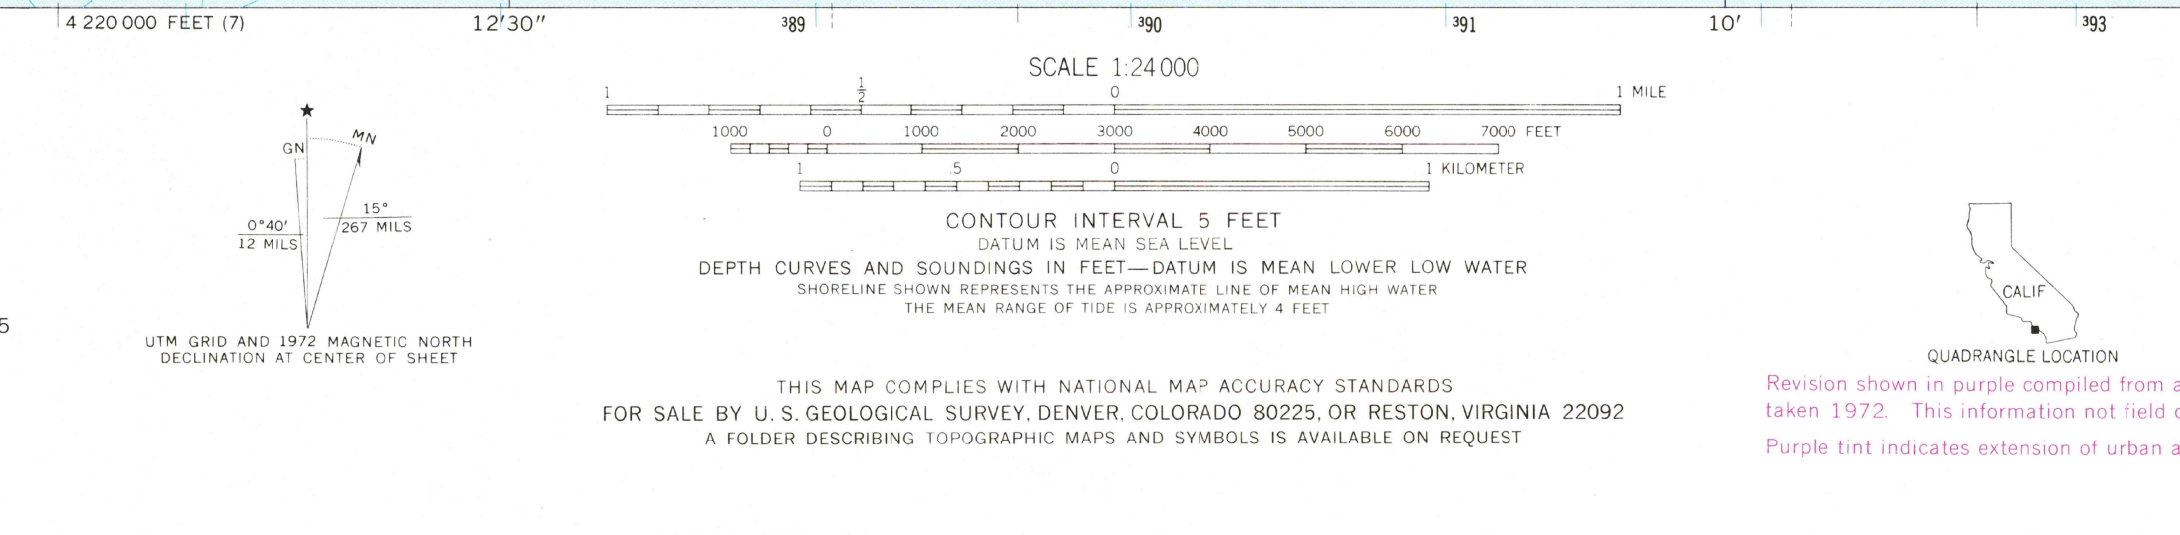 4 220 000 FEET (7) 12′30″ ³89 ³90 ³91 10′ ³93
SCALE 1:24 000
1 1/2 0 1 MILE
1000 0 1000 2000 3000 4000 5000 6000 7000 FEET
1 .5 0 1 KILOMETER
CONTOUR INTERVAL 5 FEET
DATUM IS MEAN SEA LEVEL
DEPTH CURVES AND SOUNDINGS IN FEET—DATUM IS MEAN LOWER LOW WATER
SHORELINE SHOWN REPRESENTS THE APPROXIMATE LINE OF MEAN HIGH WATER
THE MEAN RANGE OF TIDE IS APPROXIMATELY 4 FEET
★
GN
MN
0°40′
12 MILS
15°
267 MILS
5
UTM GRID AND 1972 MAGNETIC NORTH
DECLINATION AT CENTER OF SHEET
THIS MAP COMPLIES WITH NATIONAL MAP ACCURACY STANDARDS
FOR SALE BY U. S. GEOLOGICAL SURVEY, DENVER, COLORADO 80225, OR RESTON, VIRGINIA 22092
A FOLDER DESCRIBING TOPOGRAPHIC MAPS AND SYMBOLS IS AVAILABLE ON REQUEST
CALIF
QUADRANGLE LOCATION
Revision shown in purple compiled from a
taken 1972. This information not field c
Purple tint indicates extension of urban a